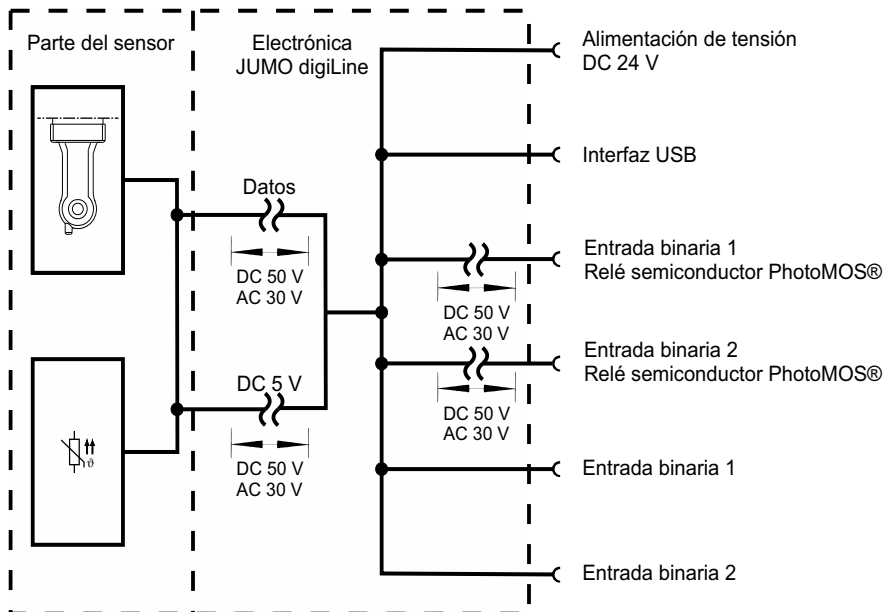 Parte del sensor
Electrónica
JUMO digiLine
Alimentación de tensión
DC 24 V
Interfaz USB
Datos
DC 50 V
AC 30 V
Entrada binaria 1
Relé semiconductor PhotoMOS®
DC 50 V
AC 30 V
Entrada binaria 2
Relé semiconductor PhotoMOS®
DC 50 V
AC 30 V
DC 5 V
DC 50 V
AC 30 V
ϑ
Entrada binaria 1
Entrada binaria 2